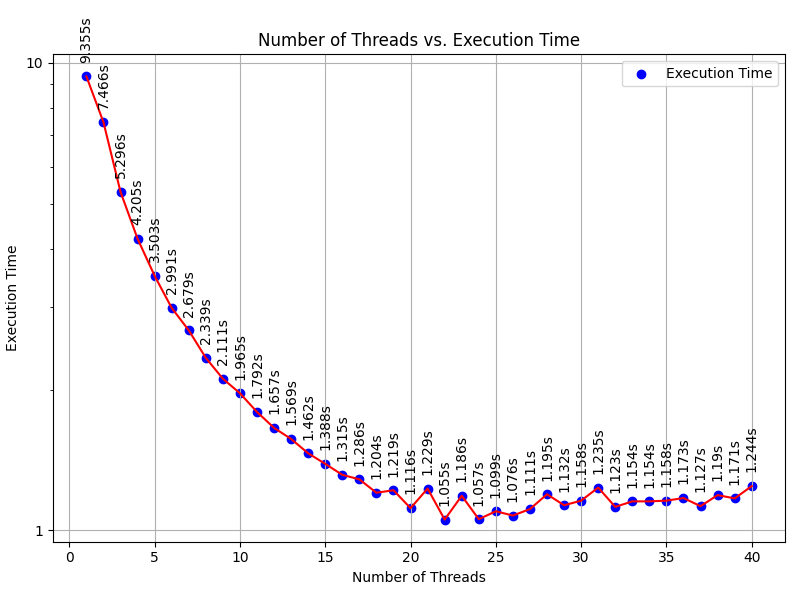 Number of Threads vs. Execution Time
Execution Time
10
1
Execution Time
9.355s
7.466s
5.296s
4.205s
3.503s
2.991s
2.679s
2.339s
2.111s
1.965s
1.792s
1.657s
1.569s
1.462s
1.388s
1.315s
1.286s
1.204s
1.219s
1.116s
1.229s
1.055s
1.186s
1.057s
1.099s
1.076s
1.111s
1.195s
1.132s
1.158s
1.235s
1.123s
1.154s
1.154s
1.158s
1.173s
1.127s
1.19s
1.171s
1.244s
0 5 10 15 20 25 30 35 40
Number of Threads